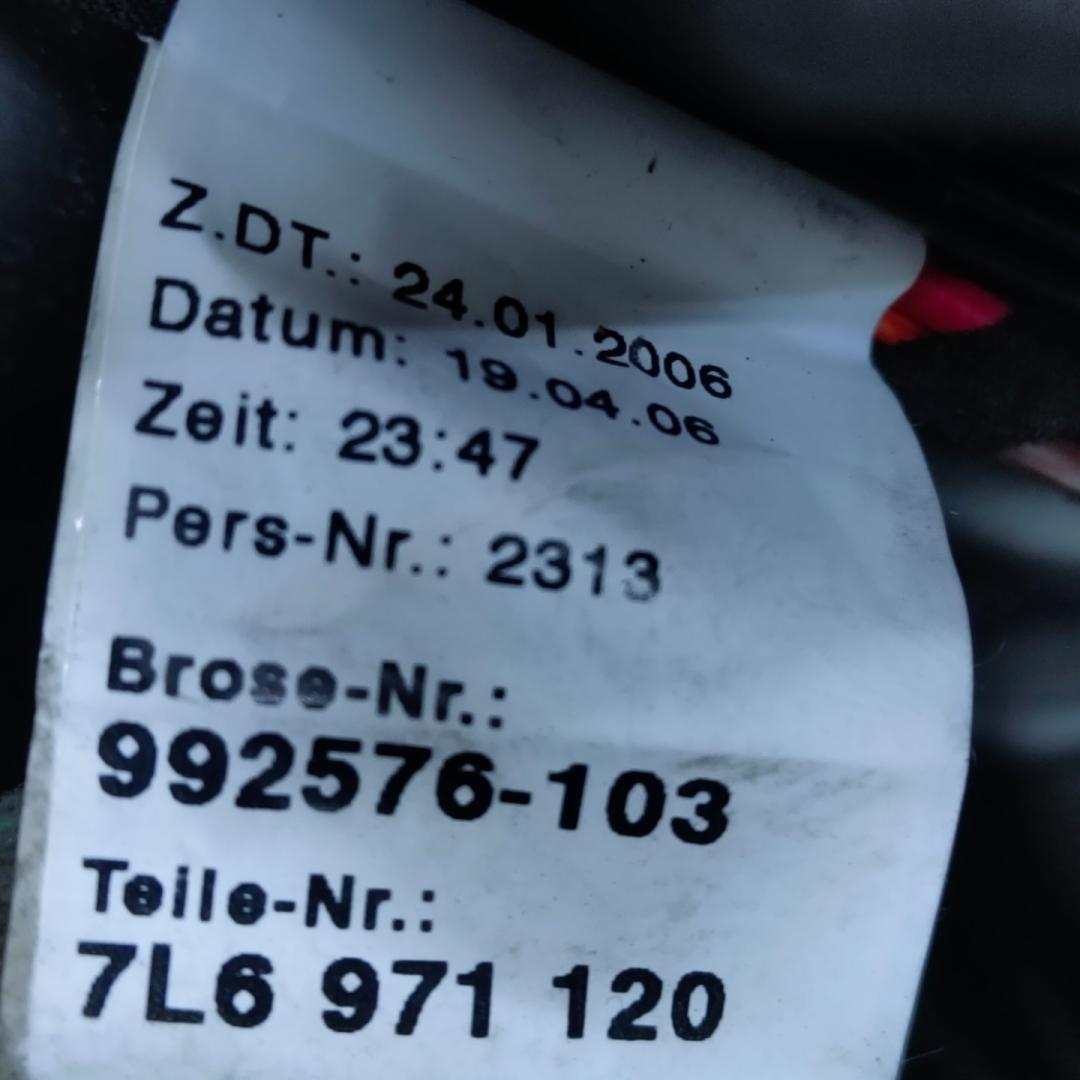 Z.DT.: 24.01.2006
Datum: 19.04.06
Zeit: 23:47
Pers-Nr.: 2313
Brose-Nr.:
992576-103
Teile-Nr.:
7L6 971 120